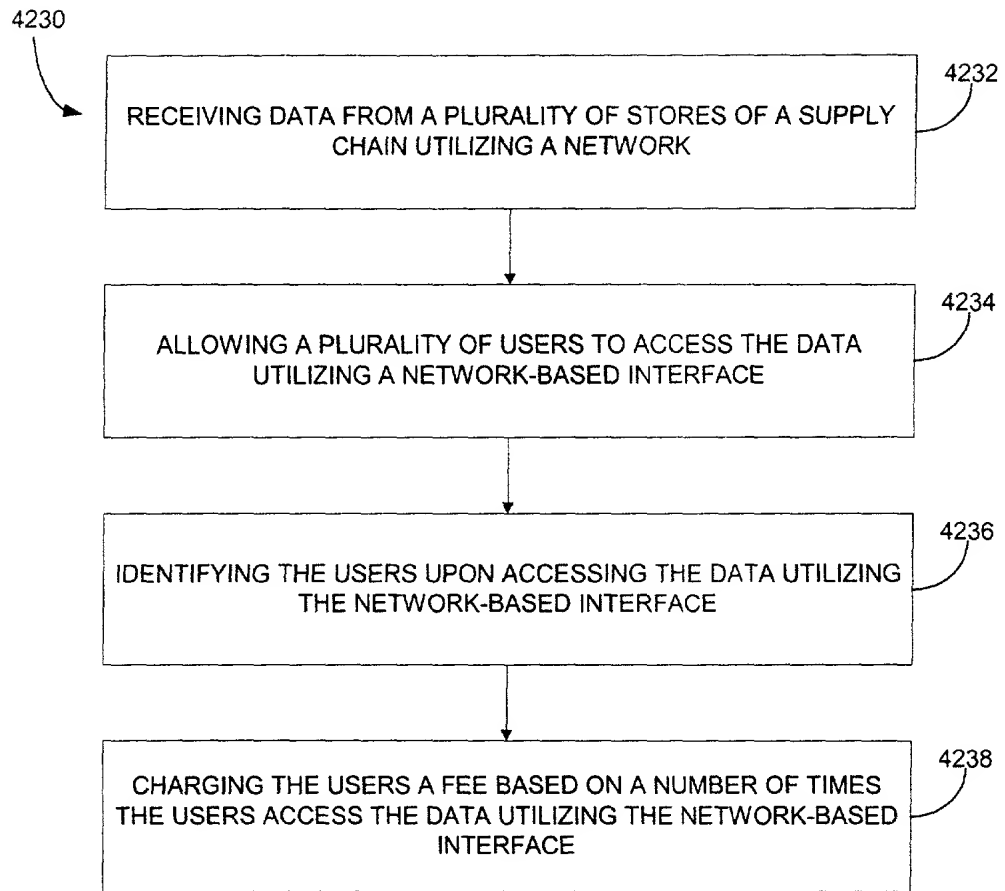 4230
4232
RECEIVING DATA FROM A PLURALITY OF STORES OF A SUPPLY
CHAIN UTILIZING A NETWORK
4234
ALLOWING A PLURALITY OF USERS TO ACCESS THE DATA
UTILIZING A NETWORK-BASED INTERFACE
4236
IDENTIFYING THE USERS UPON ACCESSING THE DATA UTILIZING
THE NETWORK-BASED INTERFACE
4238
CHARGING THE USERS A FEE BASED ON A NUMBER OF TIMES
THE USERS ACCESS THE DATA UTILIZING THE NETWORK-BASED
INTERFACE